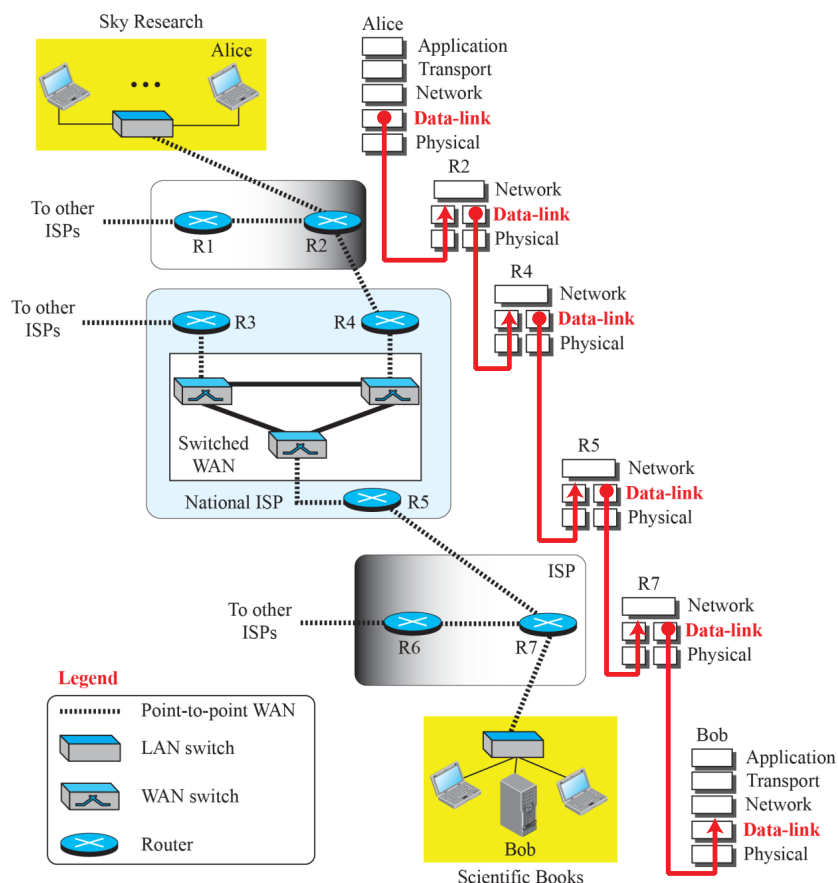 Sky Research
Alice
Alice
Application
Transport
Network
Data-link
Physical
R2
Network
Data-link
Physical
To other
ISPs
R1
R2
R4
Network
Data-link
Physical
To other
ISPs
R3
R4
Switched
WAN
National ISP
R5
R5
Network
Data-link
Physical
ISP
To other
ISPs
R6
R7
R7
Network
Data-link
Physical
Legend
Point-to-point WAN
LAN switch
WAN switch
Router
Bob
Scientific Books
Bob
Application
Transport
Network
Data-link
Physical